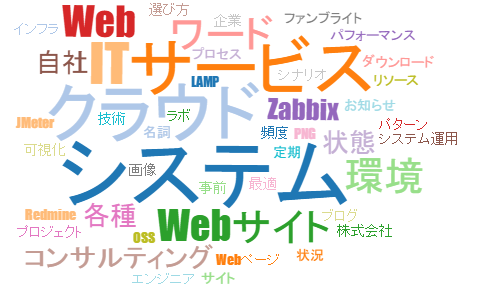 選び方
インフラ
Web
ワード
企業
ファンブライト
パフォーマンス
自社
IT
サービス
プロセス
ダウンロード
LAMP
シナリオ
リソース
クラウド
Zabbix
お知らせ
JMeter
技術
ラボ
名詞
頻度
PNG
パターン
システム運用
可視化
状態
定期
システム
画像
事前
最適
環境
Redmine
各種
Webサイト
ブログ
プロジェクト
OSS
株式会社
コンサルティング
Webページ
状況
エンジニア
サイト